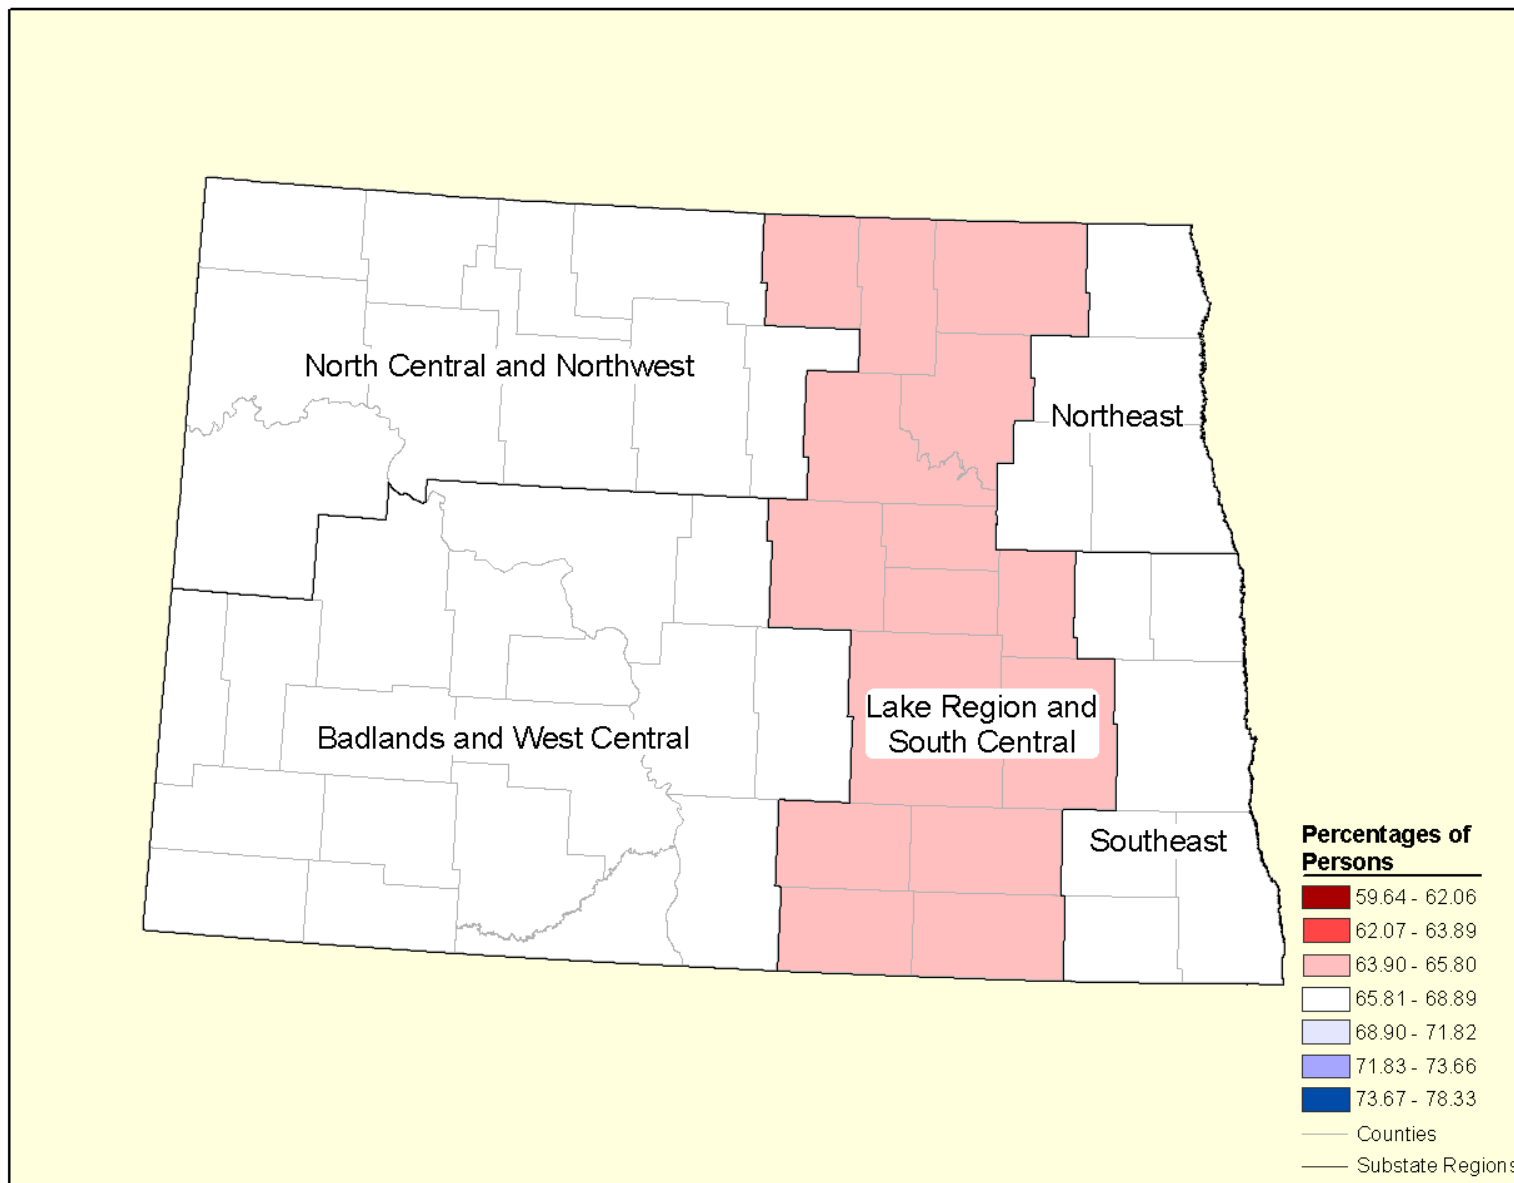 North Central and Northwest
Northeast
Lake Region and
South Central
Badlands and West Central
Southeast
Percentages of
Persons
59.64 - 62.06
62.07 - 63.89
63.90 - 65.80
65.81 - 68.89
68.90 - 71.82
71.83 - 73.66
73.67 - 78.33
Counties
Substate Regions